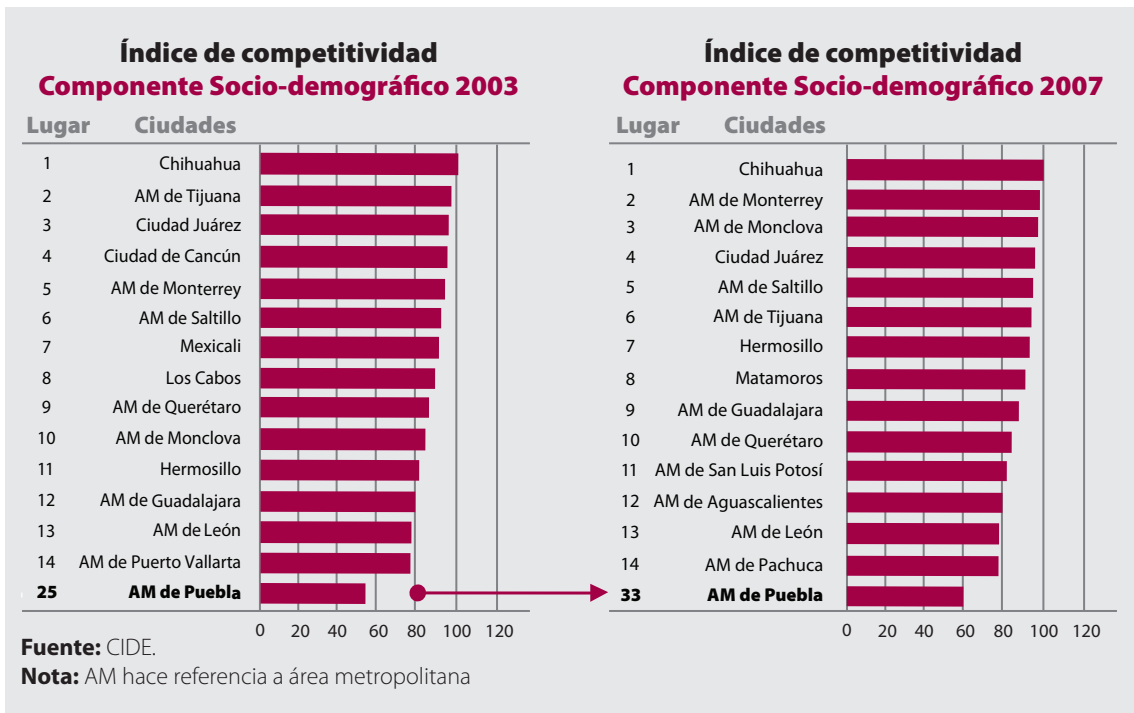 Índice de competitividad
Componente Socio-demográfico 2003
Lugar Ciudades
1 Chihuahua
2 AM de Tijuana
3 Ciudad Juárez
4 Ciudad de Cancún
5 AM de Monterrey
6 AM de Saltillo
7 Mexicali
8 Los Cabos
9 AM de Querétaro
10 AM de Monclova
11 Hermosillo
12 AM de Guadalajara
13 AM de León
14 AM de Puerto Vallarta
25 AM de Puebla
0 20 40 60 80 100 120
Índice de competitividad
Componente Socio-demográfico 2007
Lugar Ciudades
1 Chihuahua
2 AM de Monterrey
3 AM de Monclova
4 Ciudad Juárez
5 AM de Saltillo
6 AM de Tijuana
7 Hermosillo
8 Matamoros
9 AM de Guadalajara
10 AM de Querétaro
11 AM de San Luis Potosí
12 AM de Aguascalientes
13 AM de León
14 AM de Pachuca
33 AM de Puebla
0 20 40 60 80 100 120
Fuente: CIDE.
Nota: AM hace referencia a área metropolitana